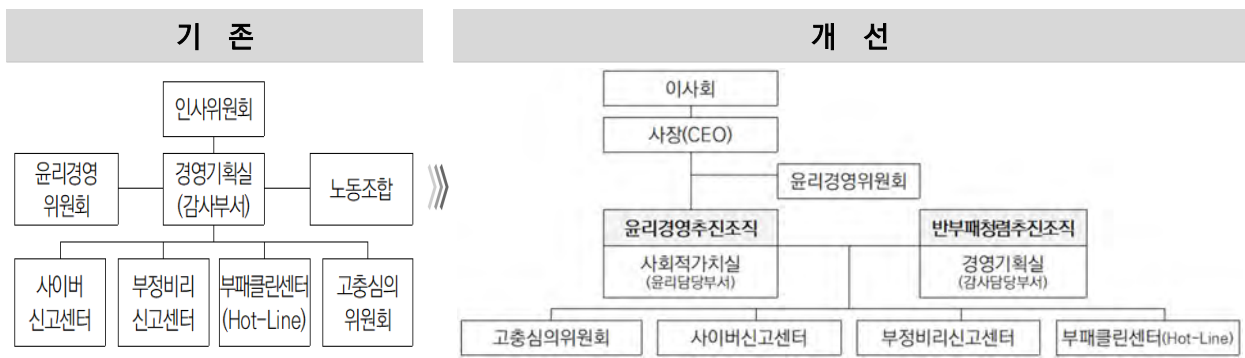 기 존
인사위원회
윤리경영
위원회
경영기획실
(감사부서)
노동조합
사이버
신고센터
부정비리
신고센터
부패클린센터
(Hot-Line)
고충심의
위원회
개 선
이사회
사장(CEO)
윤리경영위원회
윤리경영추진조직
사회적가치실
(윤리담당부서)
반부패청렴추진조직
경영기획실
(감사담당부서)
고충심의위원회
사이버신고센터
부정비리신고센터
부패클린센터(Hot-Line)